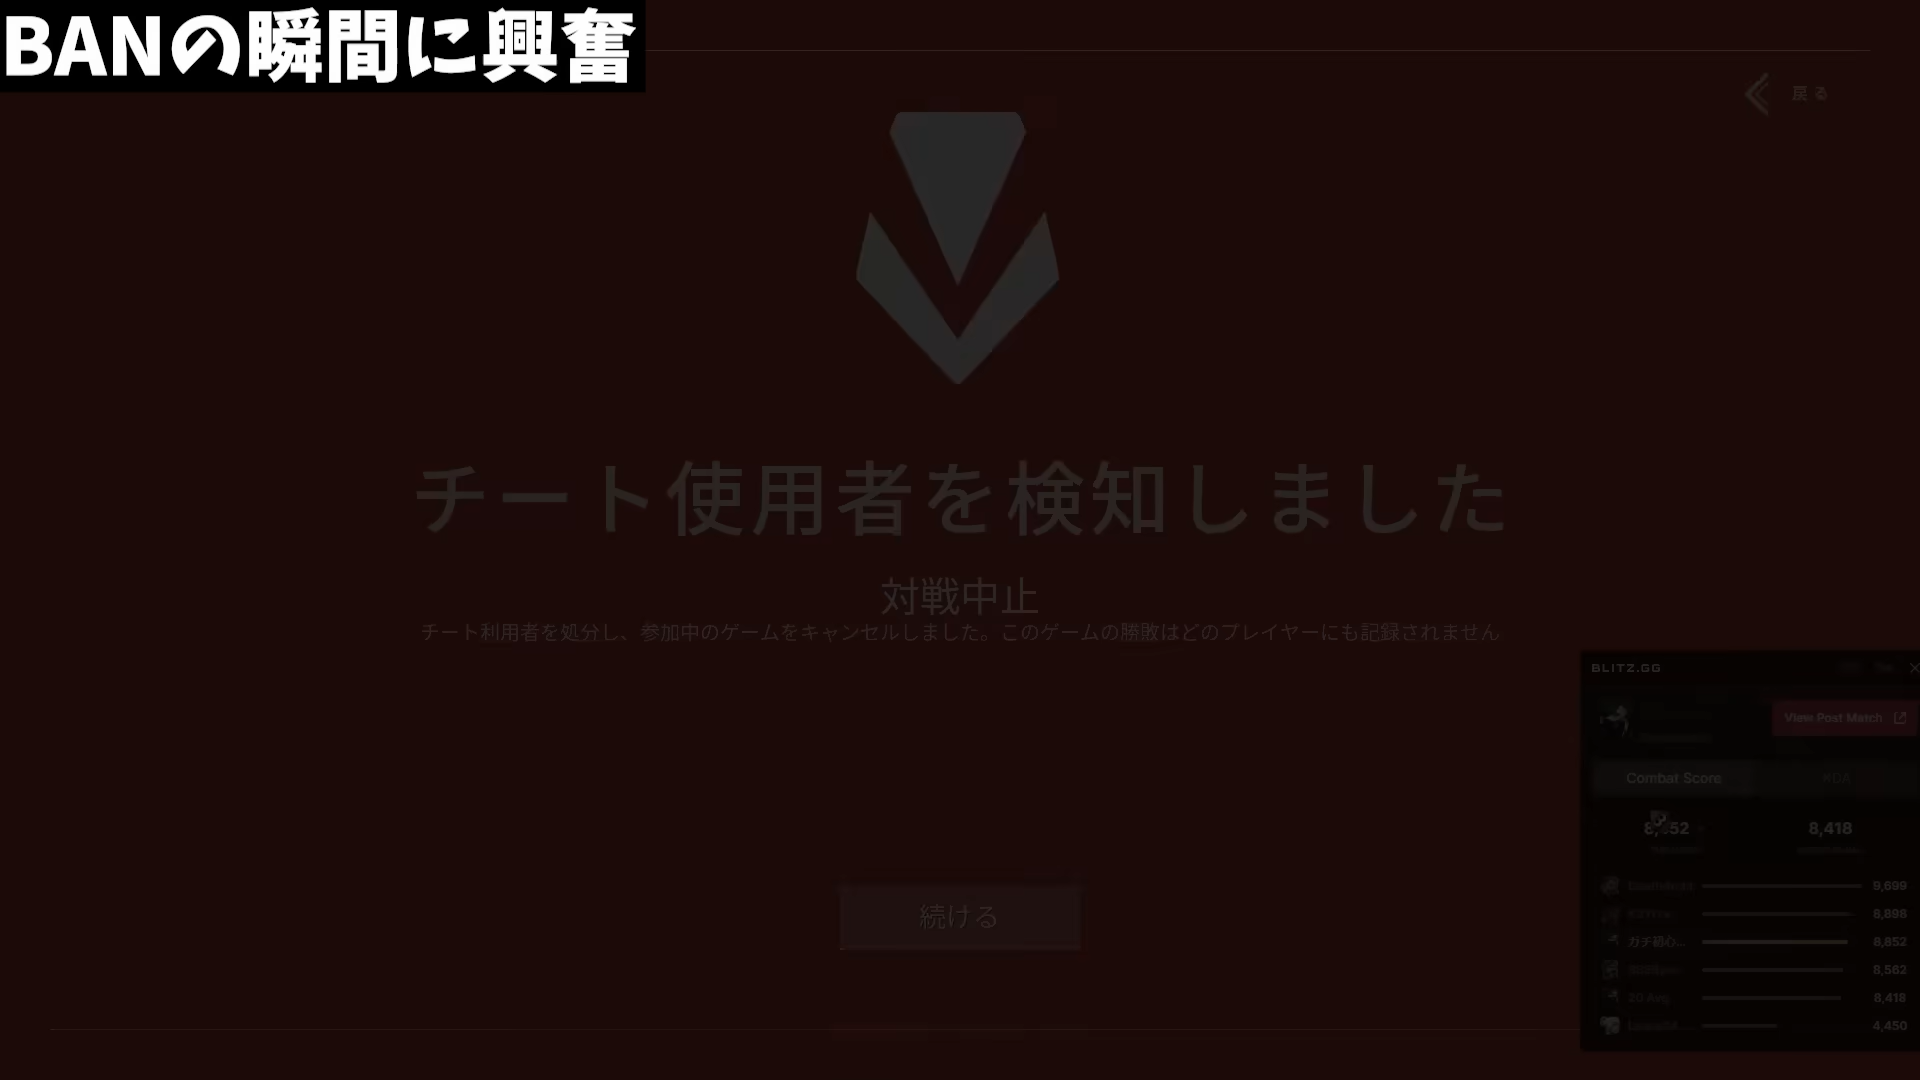 BANの瞬間に興奮
戻る
チート使用者を検知しました
対戦中止
チート利用者を処分し、参加中のゲームをキャンセルしました。このゲームの勝敗はどのプレイヤーにも記録されません
続ける
BLITZ.GG
View Post Match
Combat Score
8,418
9,699
8,898
ガチ初心... 8,852
8,562
20 Avg 8,418
4,450